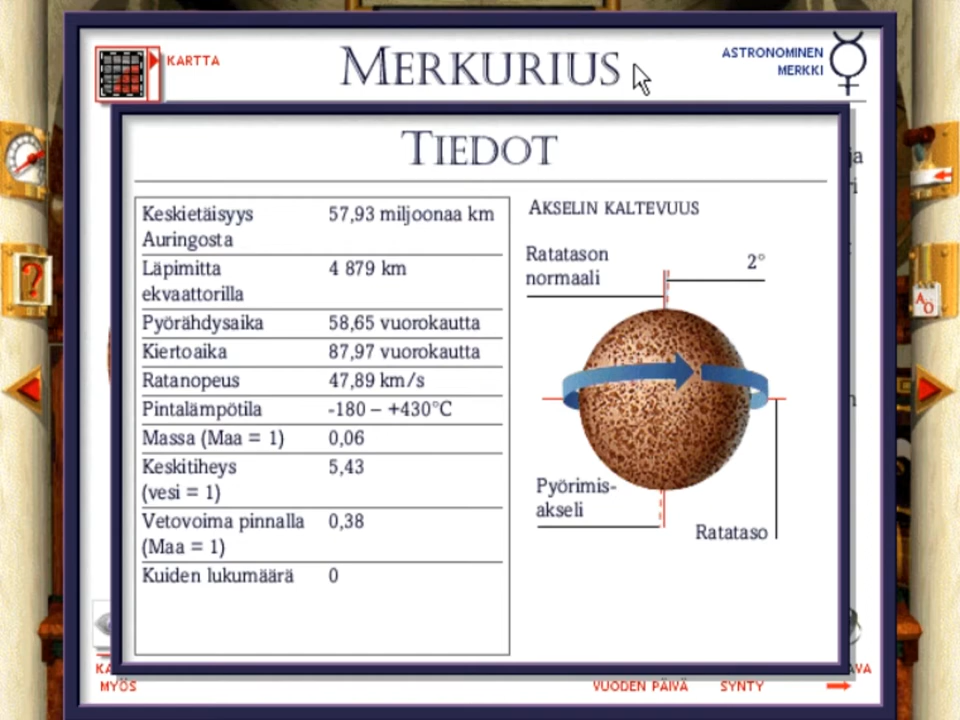 KARTTA
MERKURIUS
ASTRONOMINEN
MERKKI
TIEDOT
Keskietäisyys 57,93 miljoonaa km
Auringosta
Läpimitta 4 879 km
ekvaattorilla
Pyörähdysaika 58,65 vuorokautta
Kiertoaika 87,97 vuorokautta
Ratanopeus 47,89 km/s
Pintalämpötila -180 – +430°C
Massa (Maa = 1) 0,06
Keskitiheys 5,43
(vesi = 1)
Vetovoima pinnalla 0,38
(Maa = 1)
Kuiden lukumäärä 0
AKSELIN KALTEVUUS
Ratatason
normaali
2°
Pyörimis-
akseli
Ratataso
?
A
Ö
MYÖS
VUODEN PÄIVÄ
SYNTY